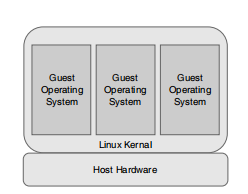 Guest
Operating
System
Guest
Operating
System
Guest
Operating
System
Linux Kernal
Host Hardware